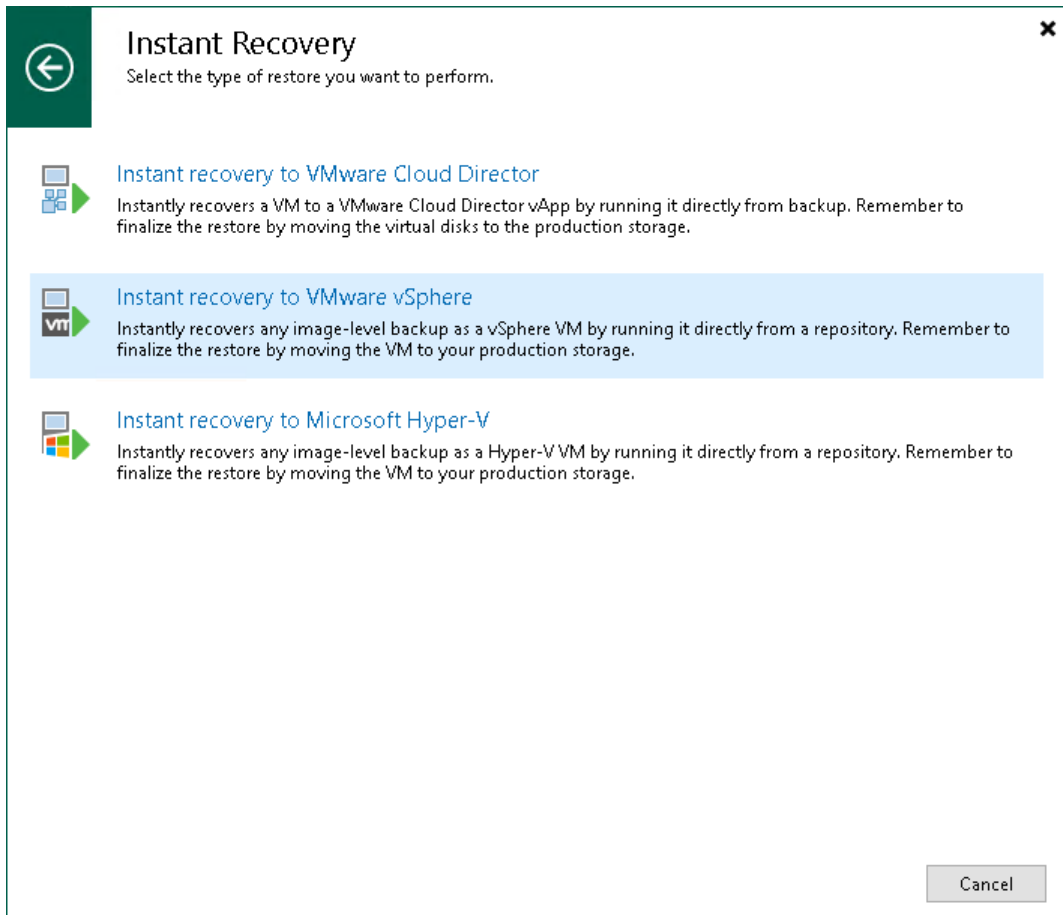 Instant Recovery
Select the type of restore you want to perform.
Instant recovery to VMware Cloud Director
Instantly recovers a VM to a VMware Cloud Director vApp by running it directly from backup. Remember to
finalize the restore by moving the virtual disks to the production storage.
Instant recovery to VMware vSphere
vm
Instantly recovers any image-level backup as a vSphere VM by running it directly from a repository. Remember to
finalize the restore by moving the VM to your production storage.
Instant recovery to Microsoft Hyper-V
Instantly recovers any image-level backup as a Hyper-V VM by running it directly from a repository. Remember to
finalize the restore by moving the VM to your production storage.
Cancel